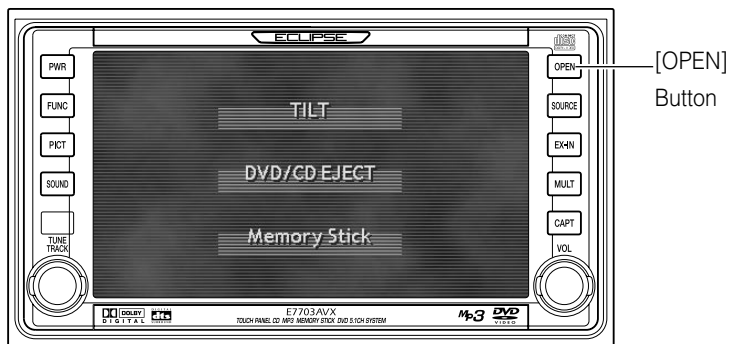 ECLIPSE
PWR
FUNC
PICT
SOUND
TUNE
TRACK
TILT
DVD/CD EJECT
Memory Stick
OPEN
SOURCE
EX-IN
MULT
CAPT
VOL
[OPEN]
Button
DOLBY
DIGITAL
dts
E7703AVX
TOUCH PANEL CD MP3 MEMORY STICK DVD 5.1CH SYSTEM
MP3
DVD
VIDEO